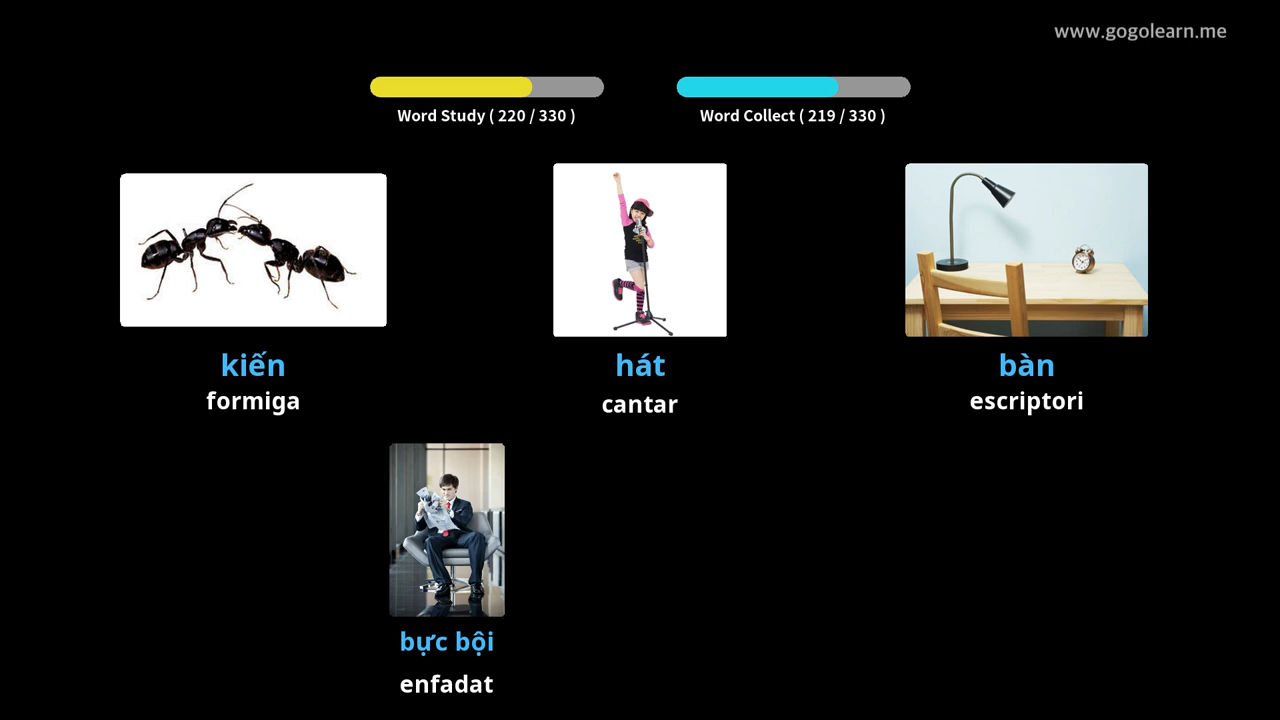 www.gogolearn.me
Word Study ( 220 / 330 )
Word Collect ( 219 / 330 )
kiến
formiga
hát
cantar
bàn
escriptori
bực bội
enfadat